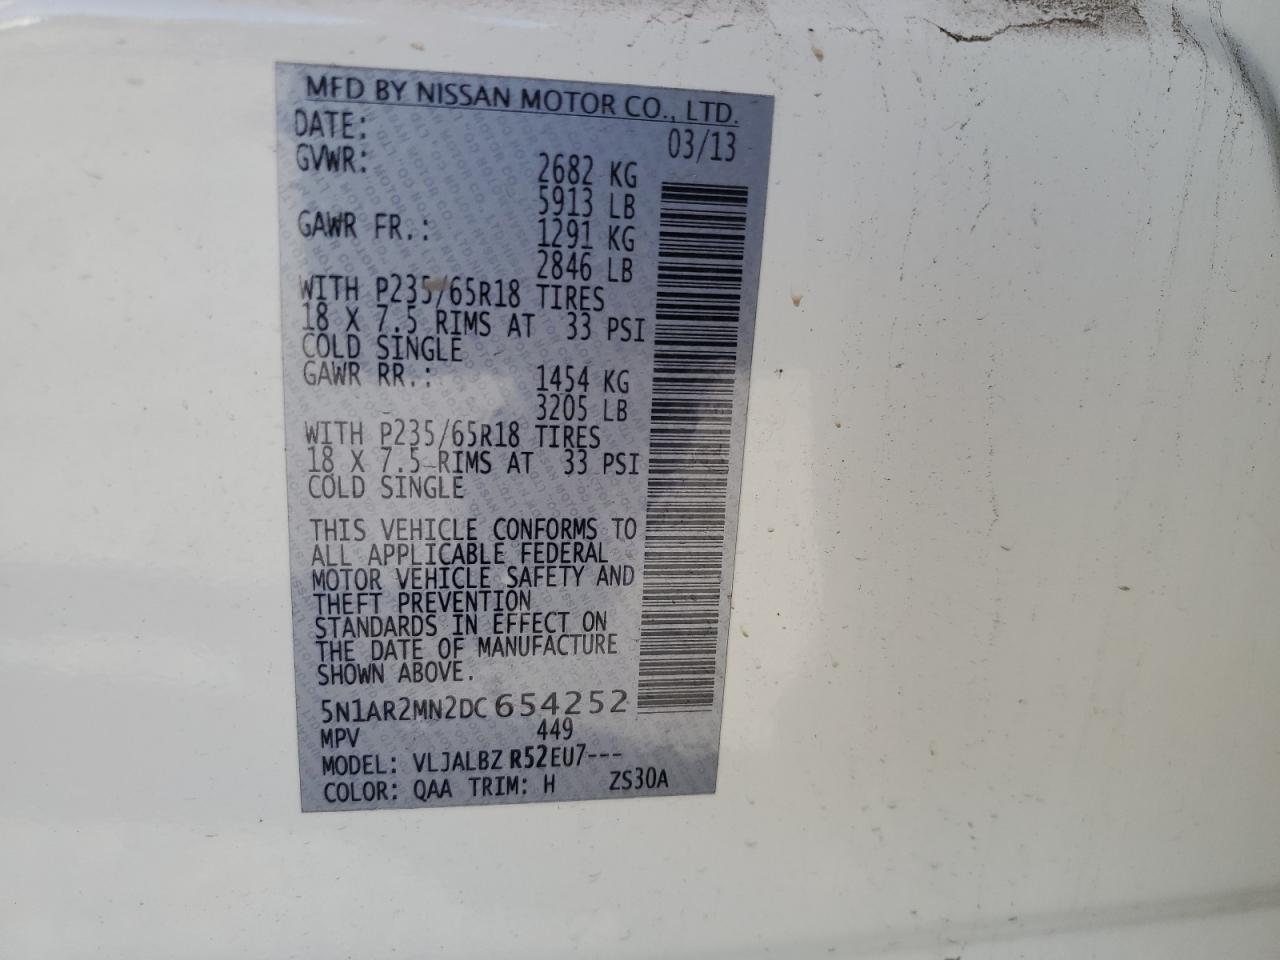 MFD BY NISSAN MOTOR CO., LTD.
DATE: 03/13
GVWR: 2682 KG
5913 LB
GAWR FR.: 1291 KG
2846 LB
WITH P235/65R18 TIRES
18 X 7.5 RIMS AT 33 PSI
COLD SINGLE
GAWR RR.: 1454 KG
3205 LB
WITH P235/65R18 TIRES
18 X 7.5 RIMS AT 33 PSI
COLD SINGLE
THIS VEHICLE CONFORMS TO
ALL APPLICABLE FEDERAL
MOTOR VEHICLE SAFETY AND
THEFT PREVENTION
STANDARDS IN EFFECT ON
THE DATE OF MANUFACTURE
SHOWN ABOVE.
5N1AR2MN2DC654252
MPV 449
MODEL: VLJALBZ R52EU7---
COLOR: QAA TRIM: H ZS30A